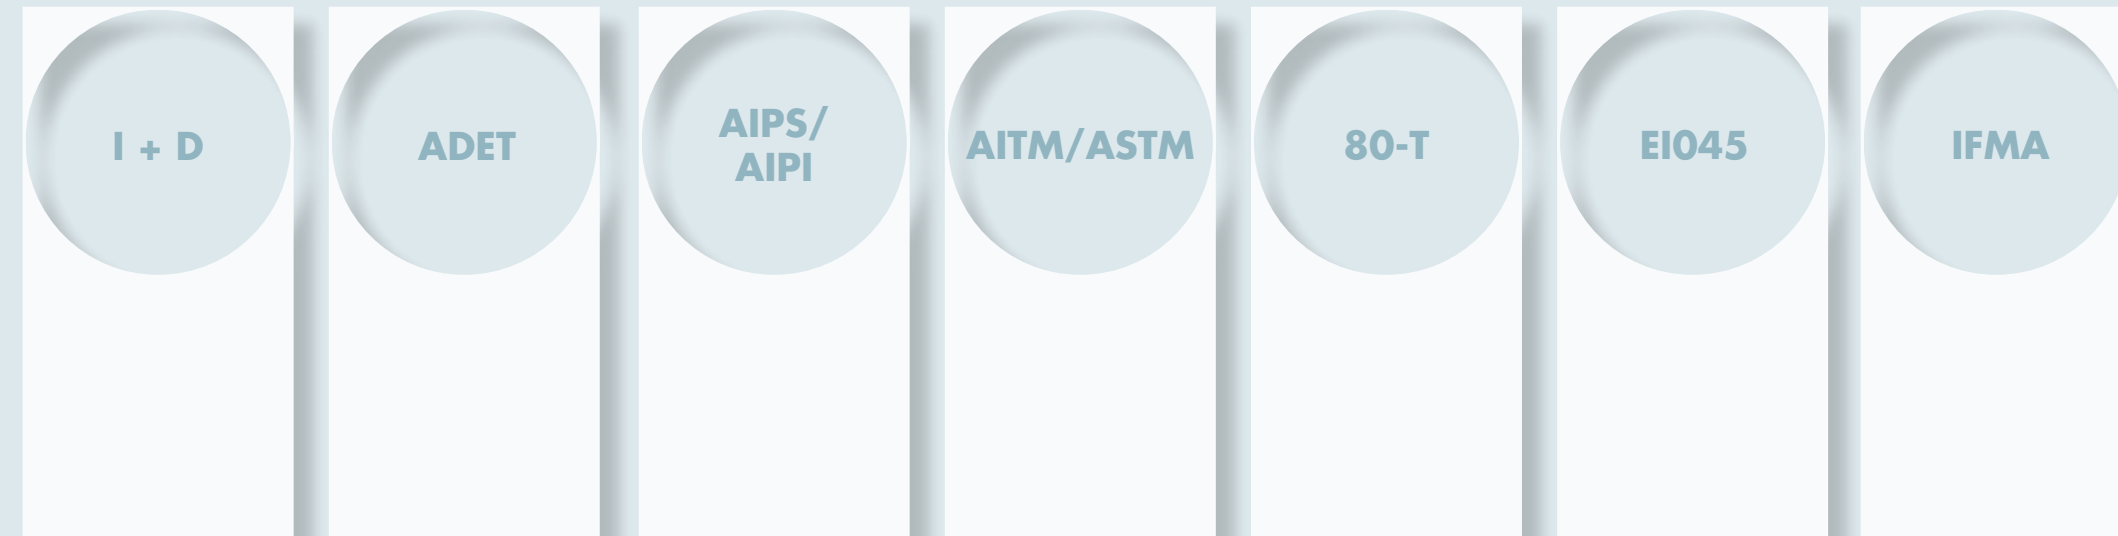 I + D
ADET
AIPS/
AIPI
AITM/ASTM
80-T
EI045
IFMA